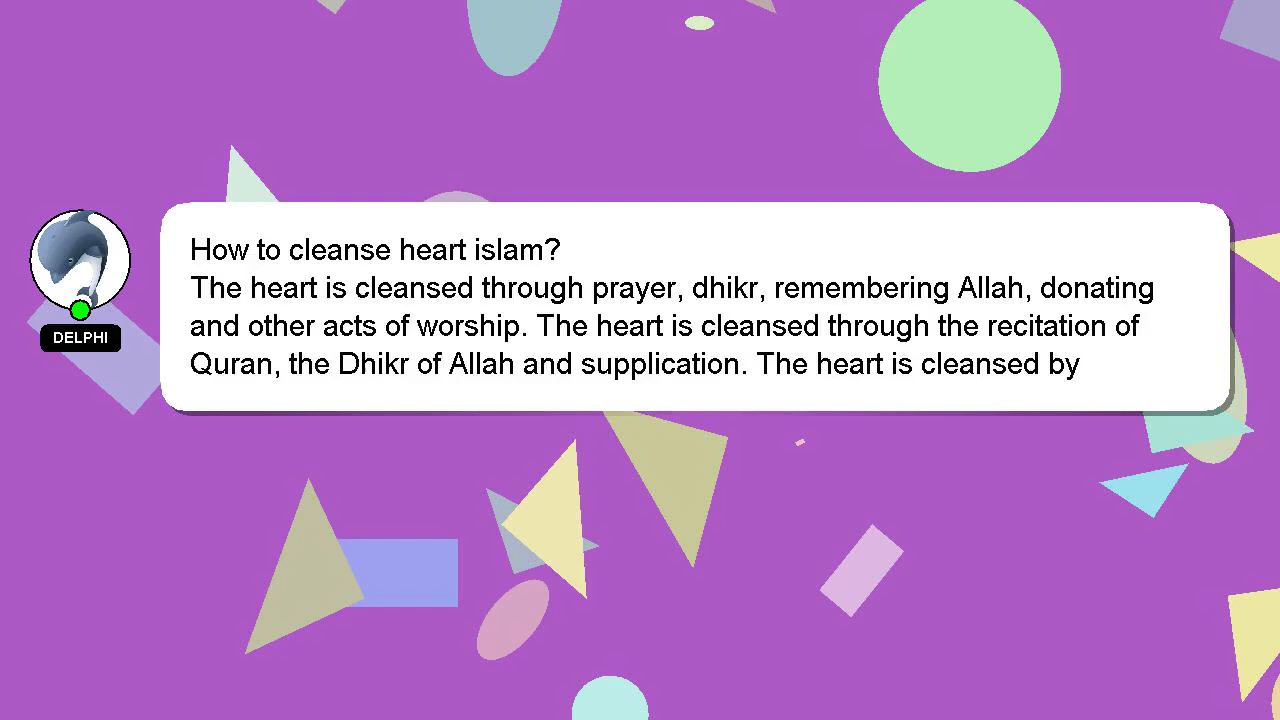 How to cleanse heart islam?
The heart is cleansed through prayer, dhikr, remembering Allah, donating
and other acts of worship. The heart is cleansed through the recitation of
Quran, the Dhikr of Allah and supplication. The heart is cleansed by
DELPHI